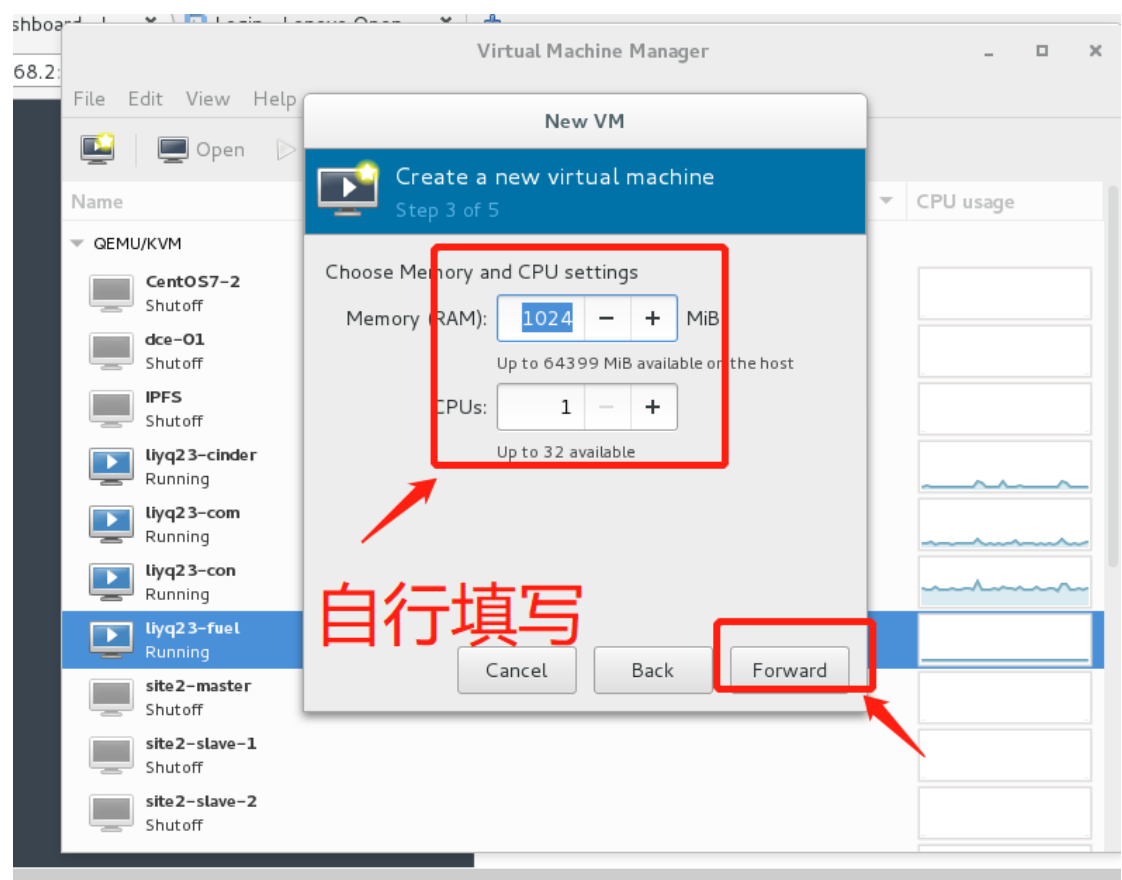 Virtual Machine Manager
68.2:
File Edit View Help
New VM
Open
Create a new virtual machine
Step 3 of 5
Name
CPU usage
QEMU/KVM
CentOS7-2
Shutoff
Choose Memory and CPU settings
Memory (RAM): 1024 - + MiB
dce-01
Shutoff
Up to 64399 MiB available on the host
IPFS
Shutoff
CPUs: 1 - +
Up to 32 available
liyq23-cinder
Running
liyq23-com
Running
liyq23-con
Running
自行填写
liyq23-fuel
Running
Cancel Back Forward
site2-master
Shutoff
site2-slave-1
Shutoff
site2-slave-2
Shutoff